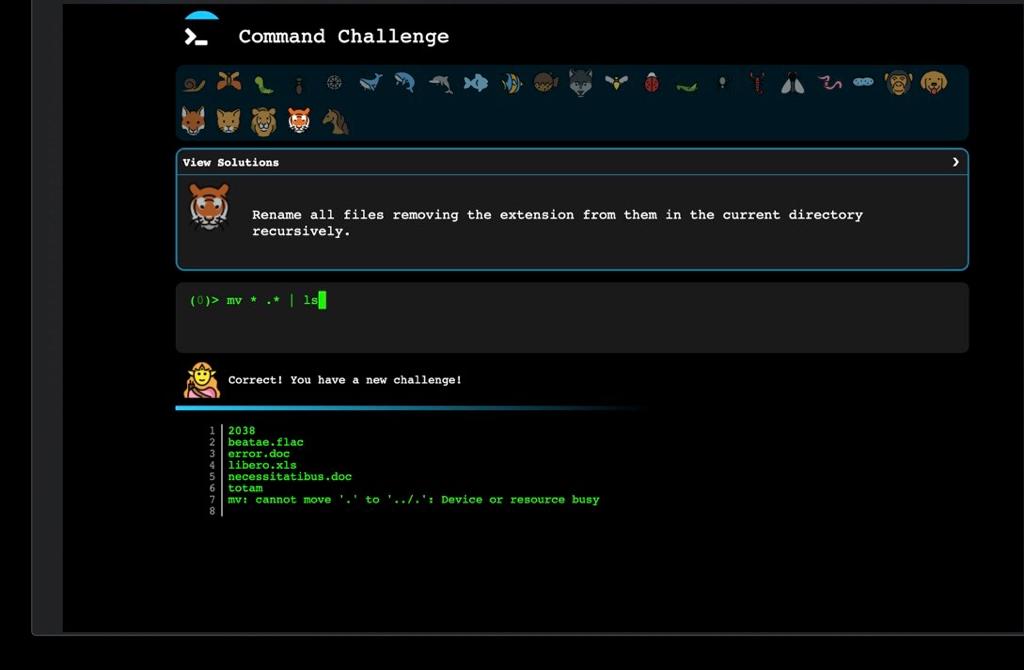 Command Challenge
View Solutions
Rename all files removing the extension from them in the current directory
recursively.
(0)> mv * .* | ls
Correct! You have a new challenge!
1 2038
2 beatae.flac
3 error.doc
4 libero.xls
5 necessitatibus.doc
6 totam
7 mv: cannot move '.' to '../.': Device or resource busy
8